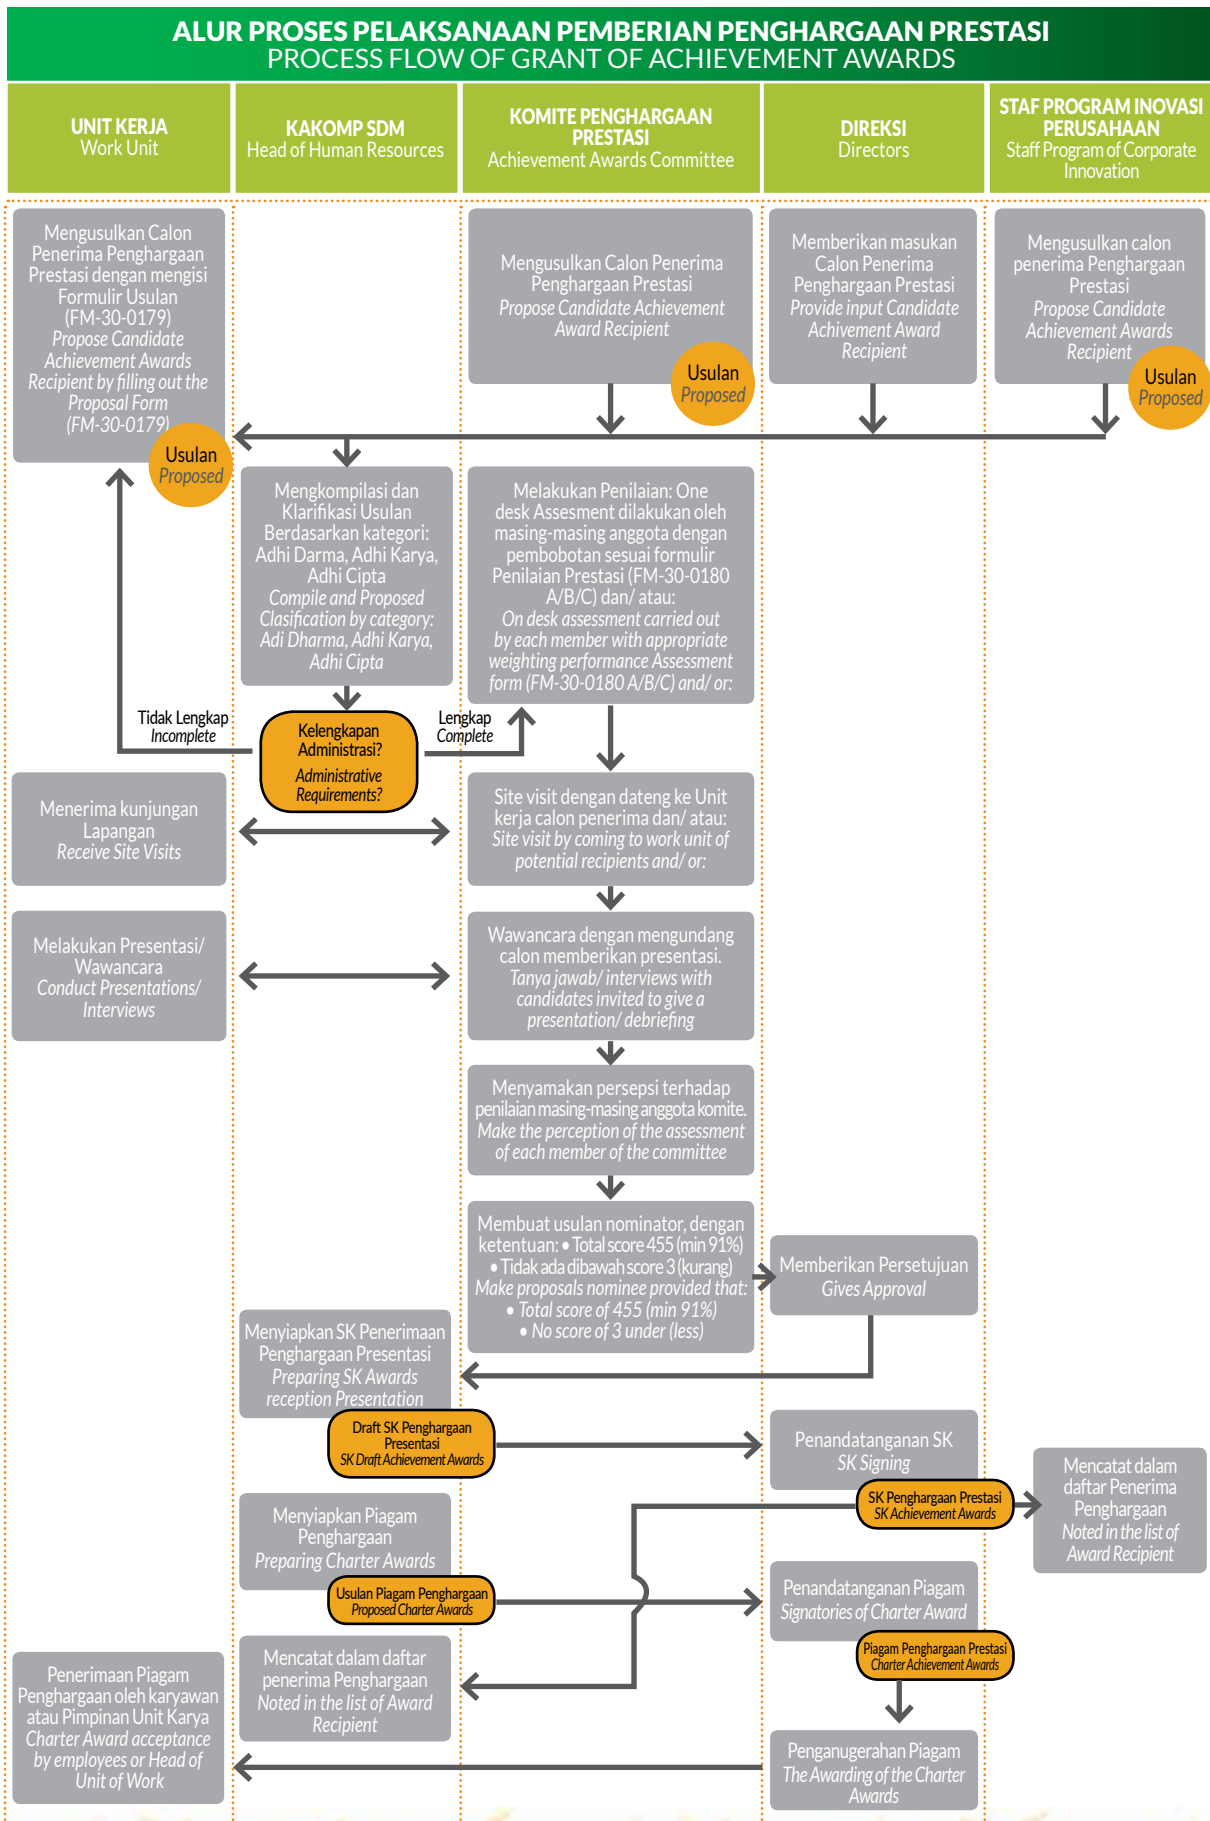 ALUR PROSES PELAKSANAAN PEMBERIAN PENGHARGAAN PRESTASI
PROCESS FLOW OF GRANT OF ACHIEVEMENT AWARDS
UNIT KERJA
Work Unit
KAKOMP SDM
Head of Human Resources
KOMITE PENGHARGAAN
PRESTASI
Achievement Awards Committee
DIREKSI
Directors
STAF PROGRAM INOVASI
PERUSAHAAN
Staff Program of Corporate
Innovation
Mengusulkan Calon
Penerima Penghargaan
Prestasi dengan mengisi
Formulir Usulan
(FM-30-0179)
Propose Candidate
Achievement Awards
Recipient by filling out the
Proposal Form
(FM-30-0179)
Usulan
Proposed
Mengusulkan Calon Penerima
Penghargaan Prestasi
Propose Candidate Achievement
Award Recipient
Usulan
Proposed
Memberikan masukan
Calon Penerima
Penghargaan Prestasi
Provide input Candidate
Achivement Award
Recipient
Mengusulkan calon
penerima Penghargaan
Prestasi
Propose Candidate
Achievement Awards
Recipient
Usulan
Proposed
Mengkompilasi dan
Klarifikasi Usulan
Berdasarkan kategori:
Adhi Darma, Adhi Karya,
Adhi Cipta
Compile and Proposed
Clasification by category:
Adi Dharma, Adhi Karya,
Adhi Cipta
Melakukan Penilaian: One
desk Assesment dilakukan oleh
masing-masing anggota dengan
pembobotan sesuai formulir
Penilaian Prestasi (FM-30-0180
A/B/C) dan/ atau:
On desk assessment carried out
by each member with appropriate
weighting performance Assessment
form (FM-30-0180 A/B/C) and/ or:
Tidak Lengkap
Incomplete
Kelengkapan
Administrasi?
Administrative
Requirements?
Lengkap
Complete
Menerima kunjungan
Lapangan
Receive Site Visits
Site visit dengan dateng ke Unit
kerja calon penerima dan/ atau:
Site visit by coming to work unit of
potential recipients and/ or:
Melakukan Presentasi/
Wawancara
Conduct Presentations/
Interviews
Wawancara dengan mengundang
calon memberikan presentasi.
Tanya jawab/ interviews with
candidates invited to give a
presentation/ debriefing
Menyamakan persepsi terhadap
penilaian masing-masing anggota komite.
Make the perception of the assessment
of each member of the committee
Membuat usulan nominator, dengan
ketentuan: • Total score 455 (min 91%)
• Tidak ada dibawah score 3 (kurang)
Make proposals nominee provided that:
• Total score of 455 (min 91%)
• No score of 3 under (less)
Memberikan Persetujuan
Gives Approval
Menyiapkan SK Penerimaan
Penghargaan Presentasi
Preparing SK Awards
reception Presentation
Draft SK Penghargaan
Presentasi
SK Draft Achievement Awards
Penandatanganan SK
SK Signing
SK Penghargaan Prestasi
SK Achievement Awards
Mencatat dalam
daftar Penerima
Penghargaan
Noted in the list of
Award Recipient
Menyiapkan Piagam
Penghargaan
Preparing Charter Awards
Usulan Piagam Penghargaan
Proposed Charter Awards
Penandatanganan Piagam
Signatories of Charter Award
Piagam Penghargaan Prestasi
Charter Achievement Awards
Mencatat dalam daftar
penerima Penghargaan
Noted in the list of Award
Recipient
Penerimaan Piagam
Penghargaan oleh karyawan
atau Pimpinan Unit Karya
Charter Award acceptance
by employees or Head of
Unit of Work
Penganugerahan Piagam
The Awarding of the Charter
Awards